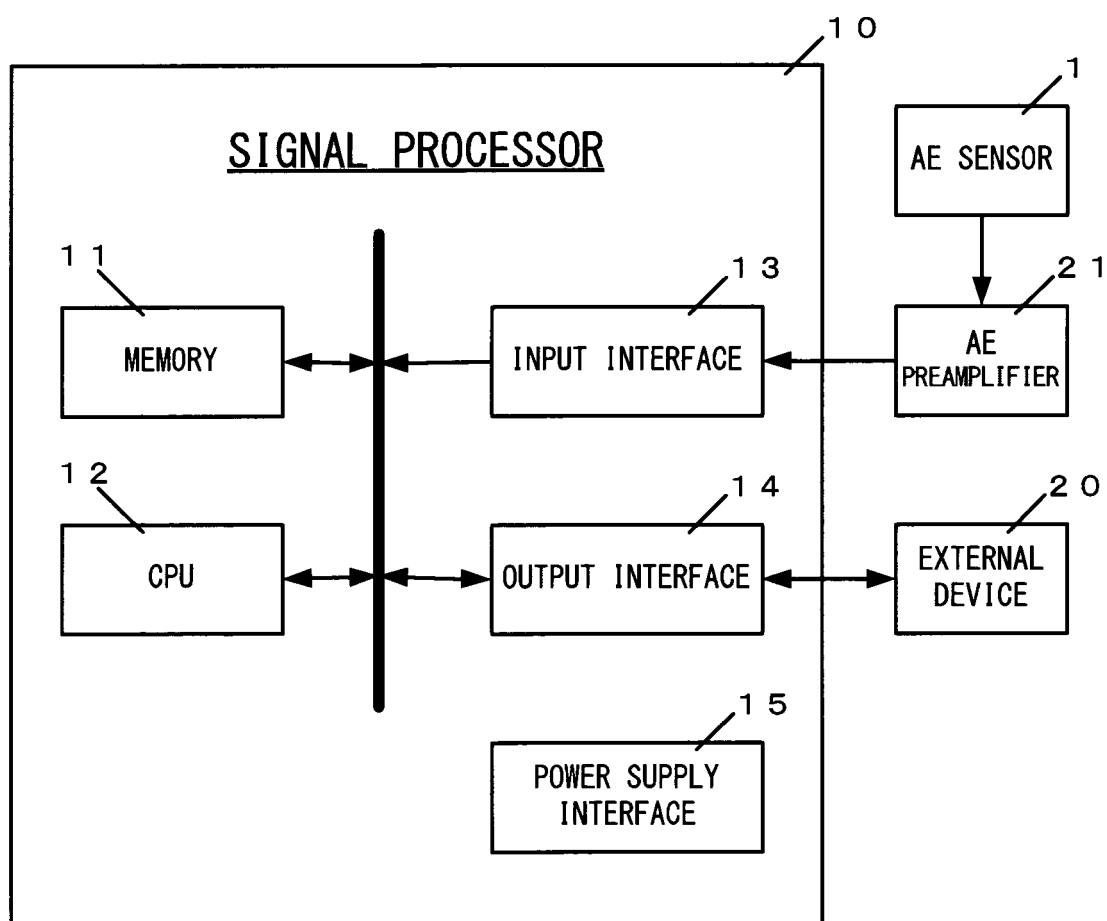 10
1
SIGNAL PROCESSOR
AE SENSOR
11
13
21
MEMORY
INPUT INTERFACE
AE
PREAMPLIFIER
12
14
20
CPU
OUTPUT INTERFACE
EXTERNAL
DEVICE
15
POWER SUPPLY
INTERFACE